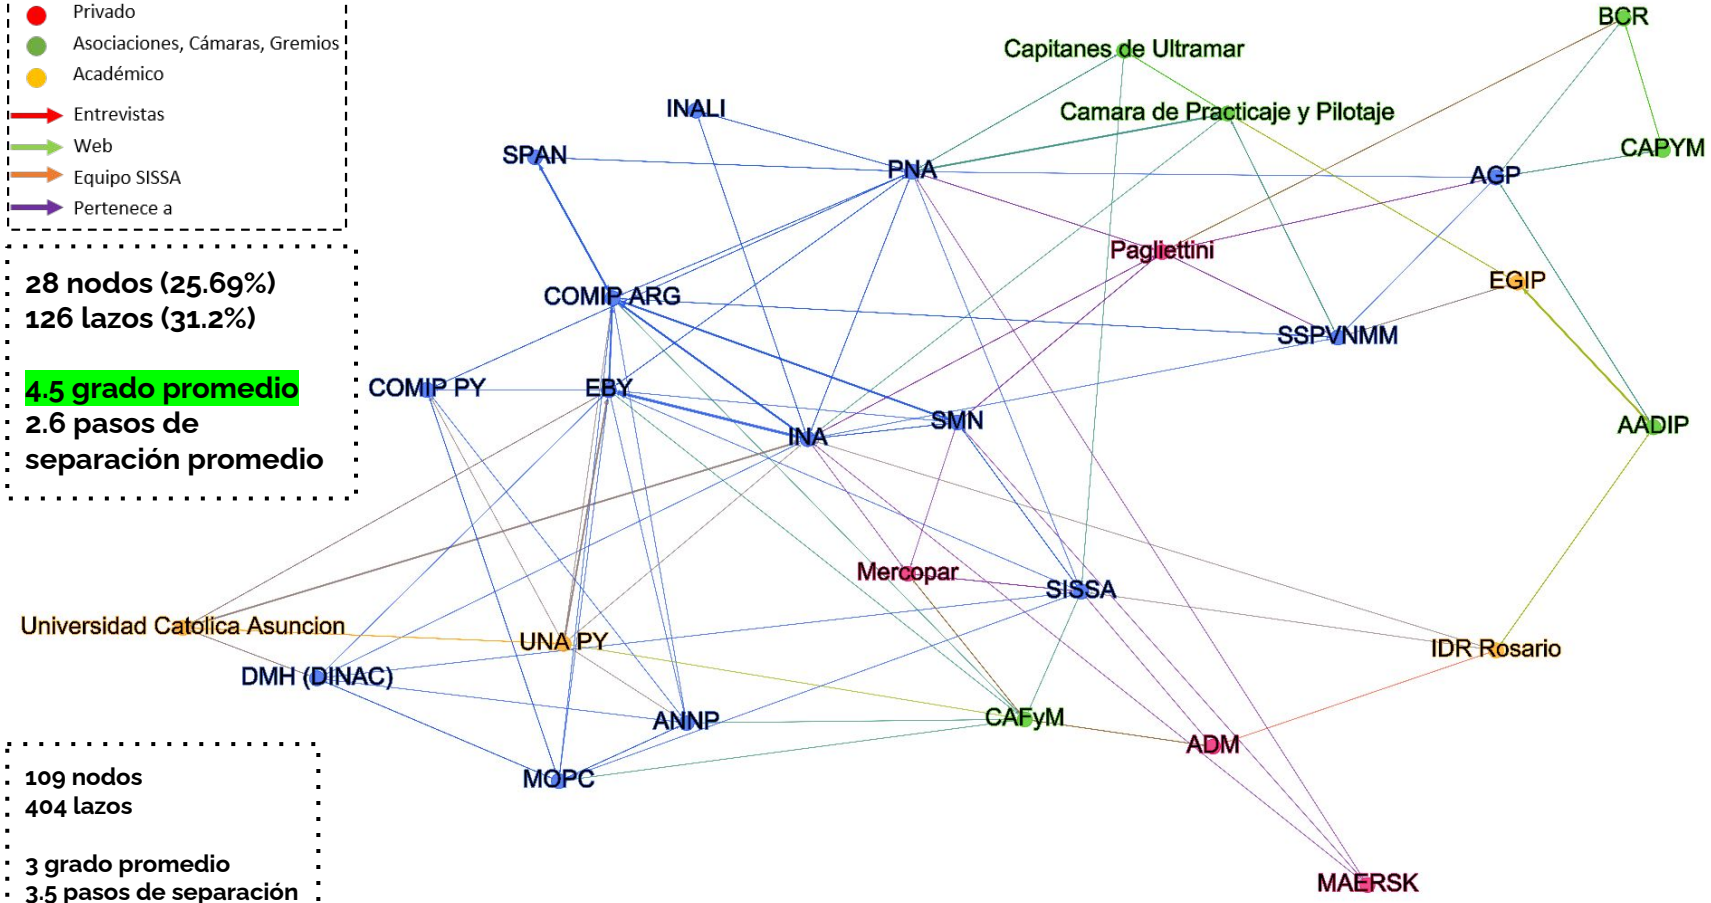 Privado
Asociaciones, Cámaras, Gremios
Académico
Entrevistas
Web
Equipo SISSA
Pertenece a
28 nodos (25.69%)
126 lazos (31.2%)
4.5 grado promedio
2.6 pasos de
separación promedio
109 nodos
404 lazos
3 grado promedio
3.5 pasos de separación
BCR
Capitanes de Ultramar
INALI
Camara de Practicaje y Pilotaje
SPAN
CAPYM
PNA
AGP
Pagliettini
EGIP
COMIP ARG
SSPVNMM
COMIP PY
EBY
SMN
INA
AADIP
Mercopar
SISSA
Universidad Catolica Asuncion
UNA PY
IDR Rosario
DMH (DINAC)
ANNP
CAFyM
ADM
MOPC
MAERSK